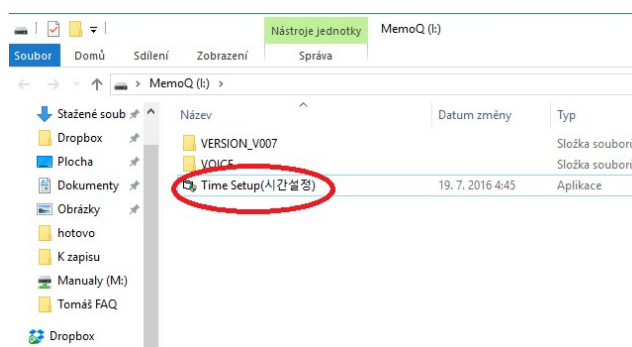 Nástroje jednotky
MemoQ (I:)
Soubor Domů Sdílení Zobrazení Správa
MemoQ (I:)
Stažené soub
Dropbox
Plocha
Dokumenty
Obrázky
hotovo
K zapisu
Manualy (M:)
Tomáš FAQ
Dropbox
Název Datum změny Typ
VERSION_V007 Složka souborů
VOICE Složka souborů
Time Setup(시간설정) 19. 7. 2016 4:45 Aplikace